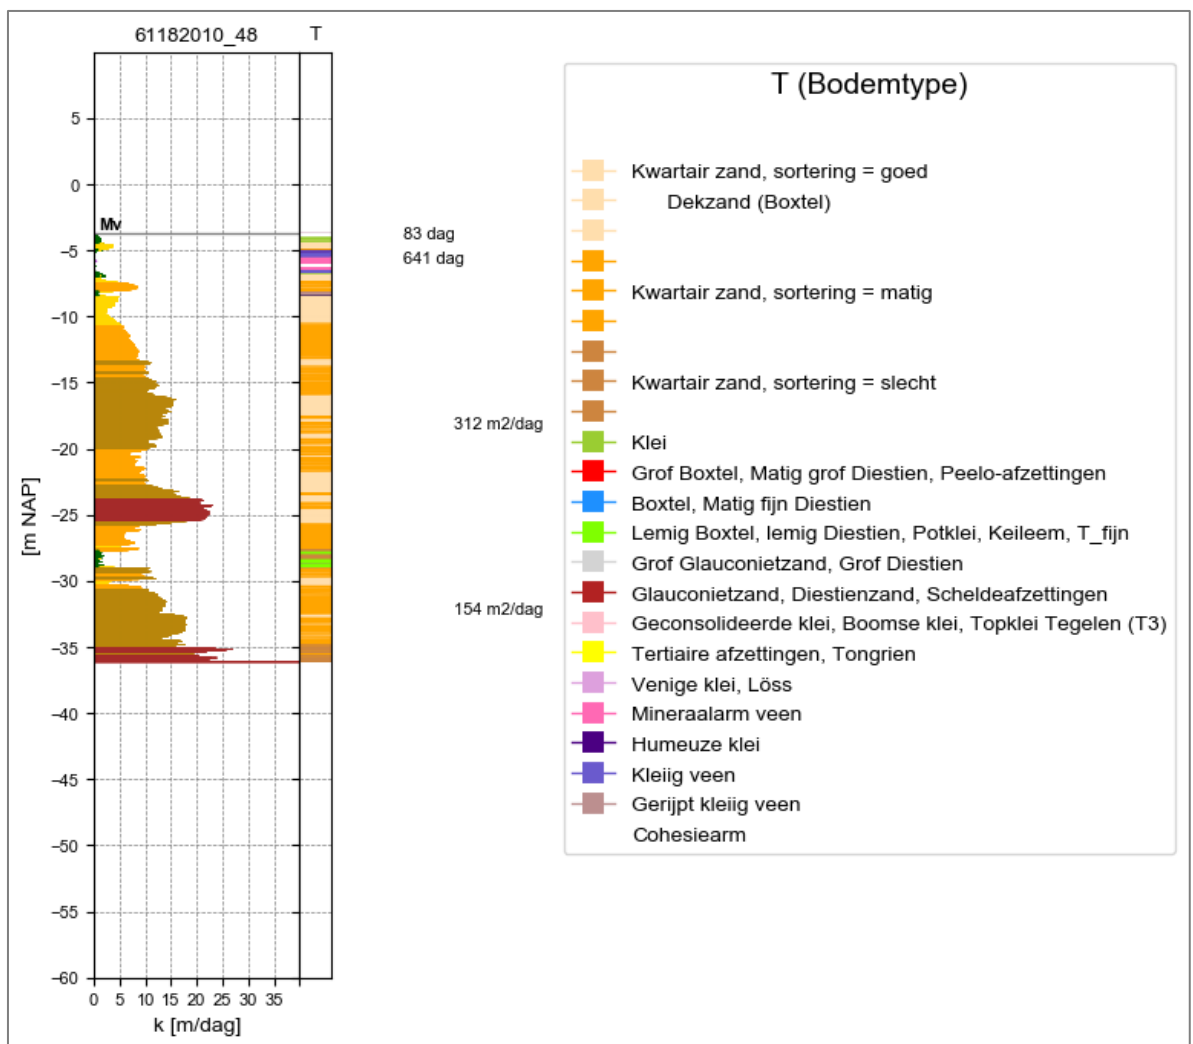 61182010_48 T
T (Bodemtype)
5
Kwartair zand, sortering = goed
0
Dekzand (Boxtel)
Mv
83 dag
−5
641 dag
Kwartair zand, sortering = matig
−10
−15
Kwartair zand, sortering = slecht
312 m2/dag
−20
Klei
Grof Boxtel, Matig grof Diestien, Peelo-afzettingen
Boxtel, Matig fijn Diestien
−25
Lemig Boxtel, lemig Diestien, Potklei, Keileem, T_fijn
[m NAP]
Grof Glauconietzand, Grof Diestien
−30
Glauconietzand, Diestienzand, Scheldeafzettingen
154 m2/dag
Geconsolideerde klei, Boomse klei, Topklei Tegelen (T3)
−35
Tertiaire afzettingen, Tongrien
Venige klei, Löss
−40
Mineraalarm veen
Humeuze klei
−45
Kleiig veen
Gerijpt kleiig veen
Cohesiearm
−50
−55
−60
0 5 10 15 20 25 30 35
k [m/dag]